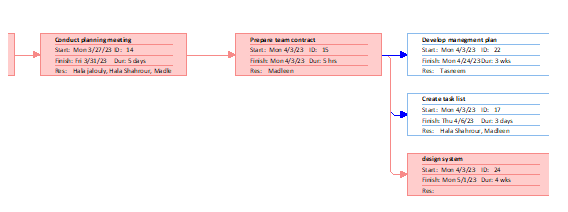 Conduct planning meeting
Start: Mon 3/27/23 ID: 14
Finish: Fri 3/31/23 Dur: 5 days
Res: Hala jafouly, Hala Shahrour, Madle
Prepare team contract
Start: Mon 4/3/23 ID: 15
Finish: Mon 4/3/23 Dur: 5 hrs
Res: Madleen
Develop managment plan
Start: Mon 4/3/23 ID: 22
Finish: Mon 4/24/23 Dur: 3 wks
Res: Tasneem
Create task list
Start: Mon 4/3/23 ID: 17
Finish: Thu 4/6/23 Dur: 3 days
Res: Hala Shahrour, Madleen
design system
Start: Mon 4/3/23 ID: 24
Finish: Mon 5/1/23 Dur: 4 wks
Res: